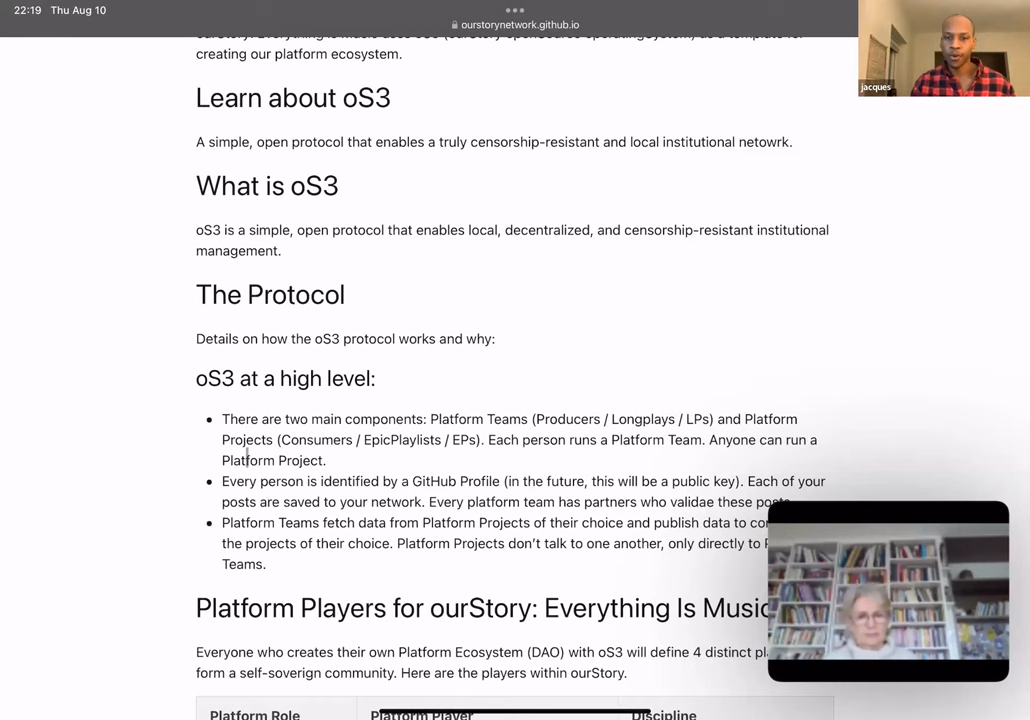 22:19 Thu Aug 10
ourstorynetwork.github.io
jacques
creating our platform ecosystem.
Learn about oS3
A simple, open protocol that enables a truly censorship-resistant and local institutional netowrk.
What is oS3
oS3 is a simple, open protocol that enables local, decentralized, and censorship-resistant institutional
management.
The Protocol
Details on how the oS3 protocol works and why:
oS3 at a high level:
There are two main components: Platform Teams (Producers / Longplays / LPs) and Platform
Projects (Consumers / EpicPlaylists / EPs). Each person runs a Platform Team. Anyone can run a
Platform Project.
Every person is identified by a GitHub Profile (in the future, this will be a public key). Each of your
posts are saved to your network. Every platform team has partners who validae these posts.
Platform Teams fetch data from Platform Projects of their choice and publish data to
the projects of their choice. Platform Projects don't talk to one another, only directly to
Teams.
Platform Players for ourStory: Everything Is Music
Everyone who creates their own Platform Ecosystem (DAO) with oS3 will define 4 distinct
form a self-soverign community. Here are the players within ourStory.
Platform Role Platform Player Discipline